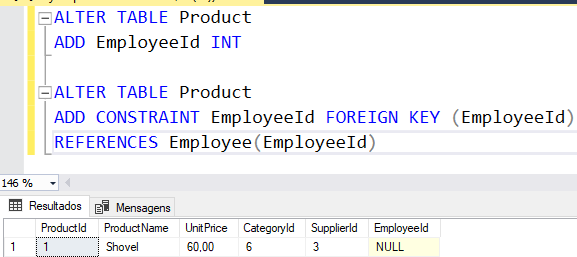 ALTER TABLE Product
ADD EmployeeId INT
ALTER TABLE Product
ADD CONSTRAINT EmployeeId FOREIGN KEY (EmployeeId)
REFERENCES Employee(EmployeeId)
146 %
Resultados Mensagens
ProductId ProductName UnitPrice CategoryId SupplierId EmployeeId
1 1 Shovel 60,00 6 3 NULL